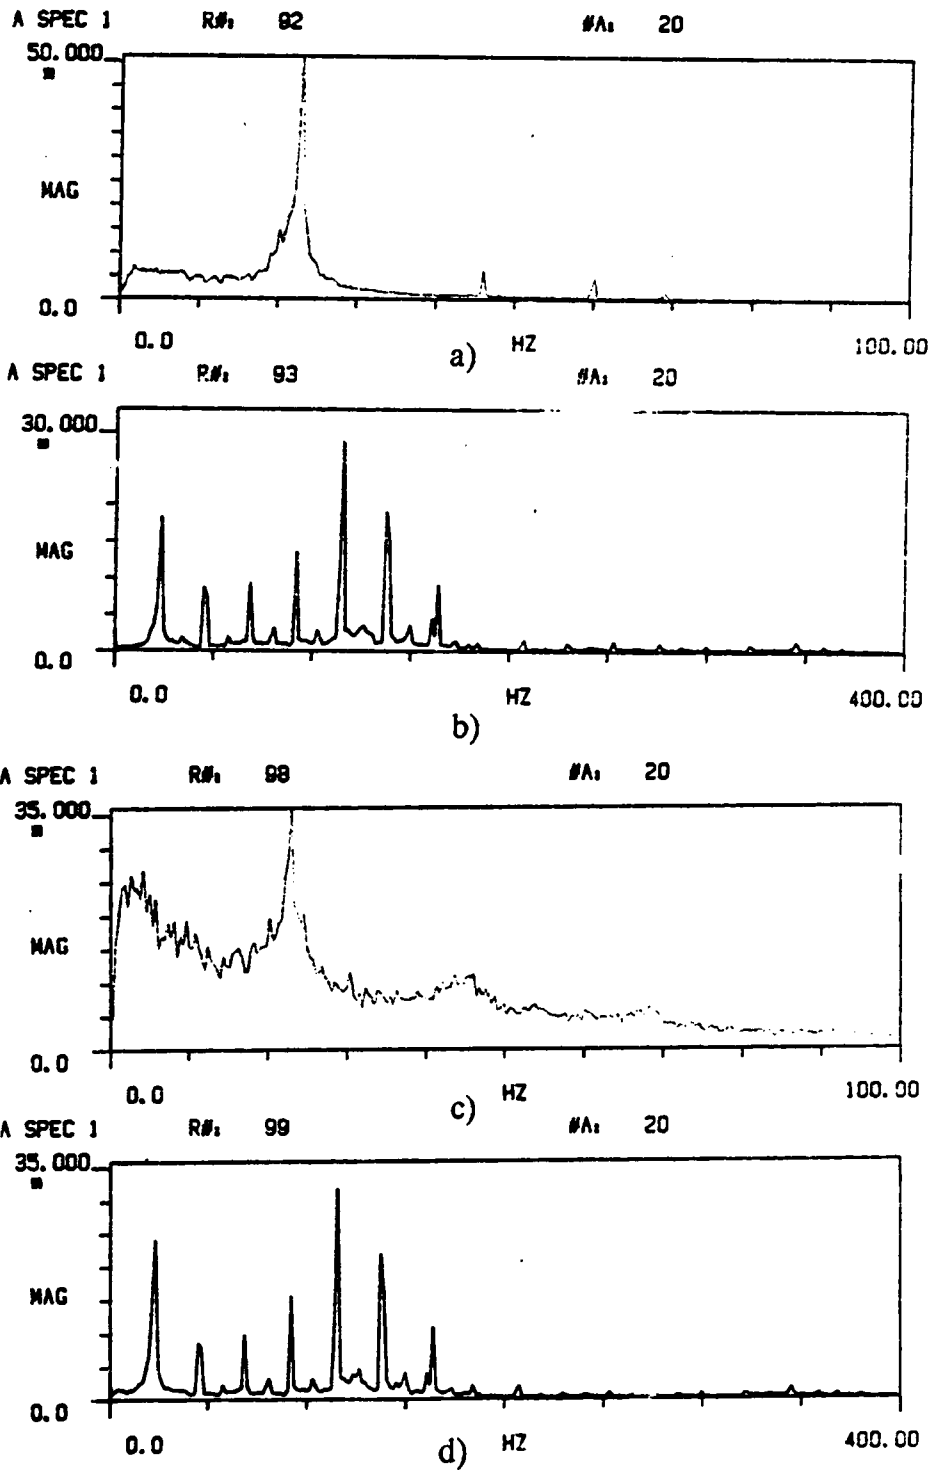 A SPEC 1 R#: 92 #A: 20
50.000
m
MAG
0.0
0.0 HZ 100.00
a)
A SPEC 1 R#: 93 #A: 20
30.000
m
MAG
0.0
0.0 HZ 400.00
b)
A SPEC 1 R#: 98 #A: 20
35.000
m
MAG
0.0
0.0 HZ 100.00
c)
A SPEC 1 R#: 99 #A: 20
35.000
m
MAG
0.0
0.0 HZ 400.00
d)